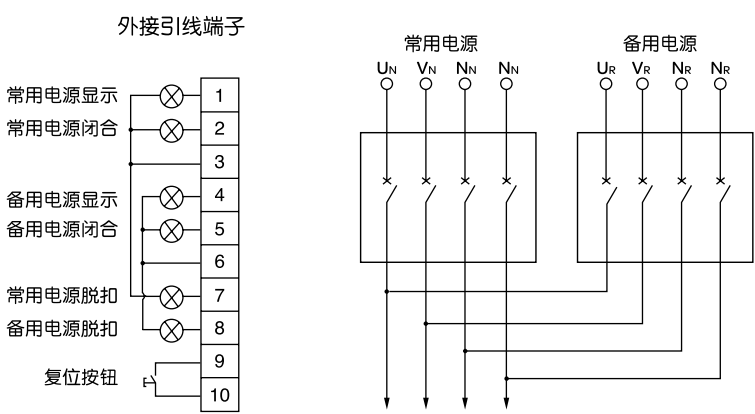 外接引线端子
常用电源显示
常用电源闭合
备用电源显示
备用电源闭合
常用电源脱扣
备用电源脱扣
复位按钮
1
2
3
4
5
6
7
8
9
10
常用电源
UN VN NN NN
备用电源
UR VR NR NR